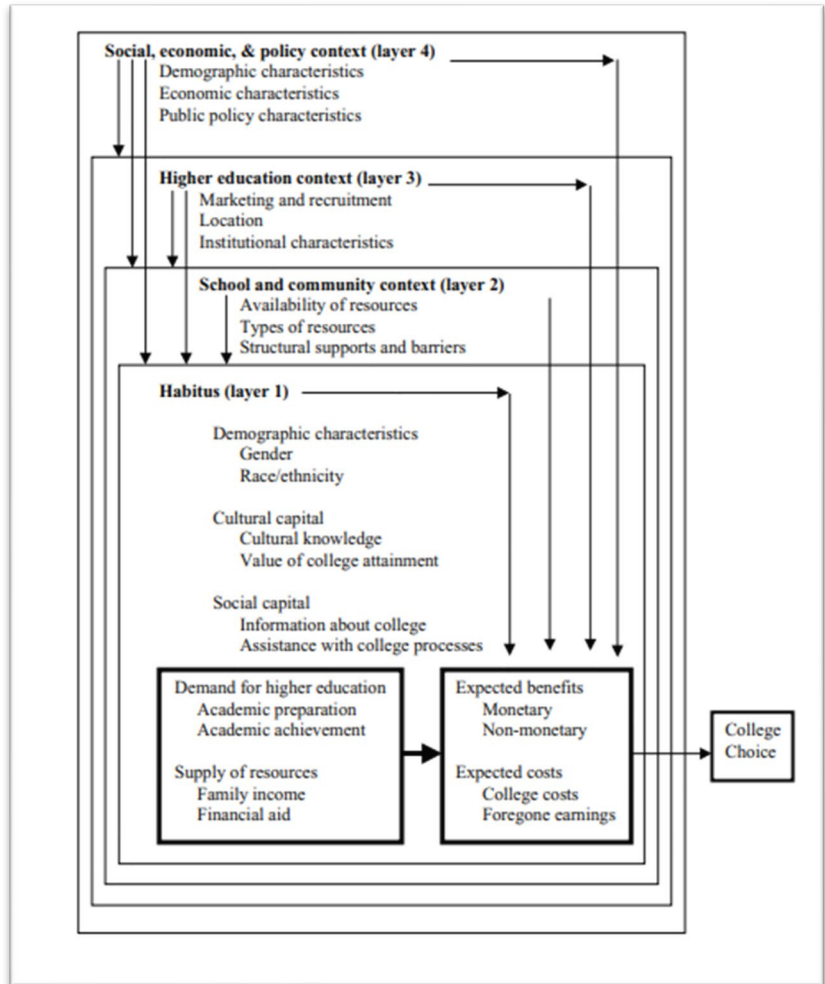 Social, economic, & policy context (layer 4)
Demographic characteristics
Economic characteristics
Public policy characteristics
Higher education context (layer 3)
Marketing and recruitment
Location
Institutional characteristics
School and community context (layer 2)
Availability of resources
Types of resources
Structural supports and barriers
Habitus (layer 1)
Demographic characteristics
Gender
Race/ethnicity
Cultural capital
Cultural knowledge
Value of college attainment
Social capital
Information about college
Assistance with college processes
Demand for higher education
Academic preparation
Academic achievement
Supply of resources
Family income
Financial aid
Expected benefits
Monetary
Non-monetary
Expected costs
College costs
Foregone earnings
College
Choice